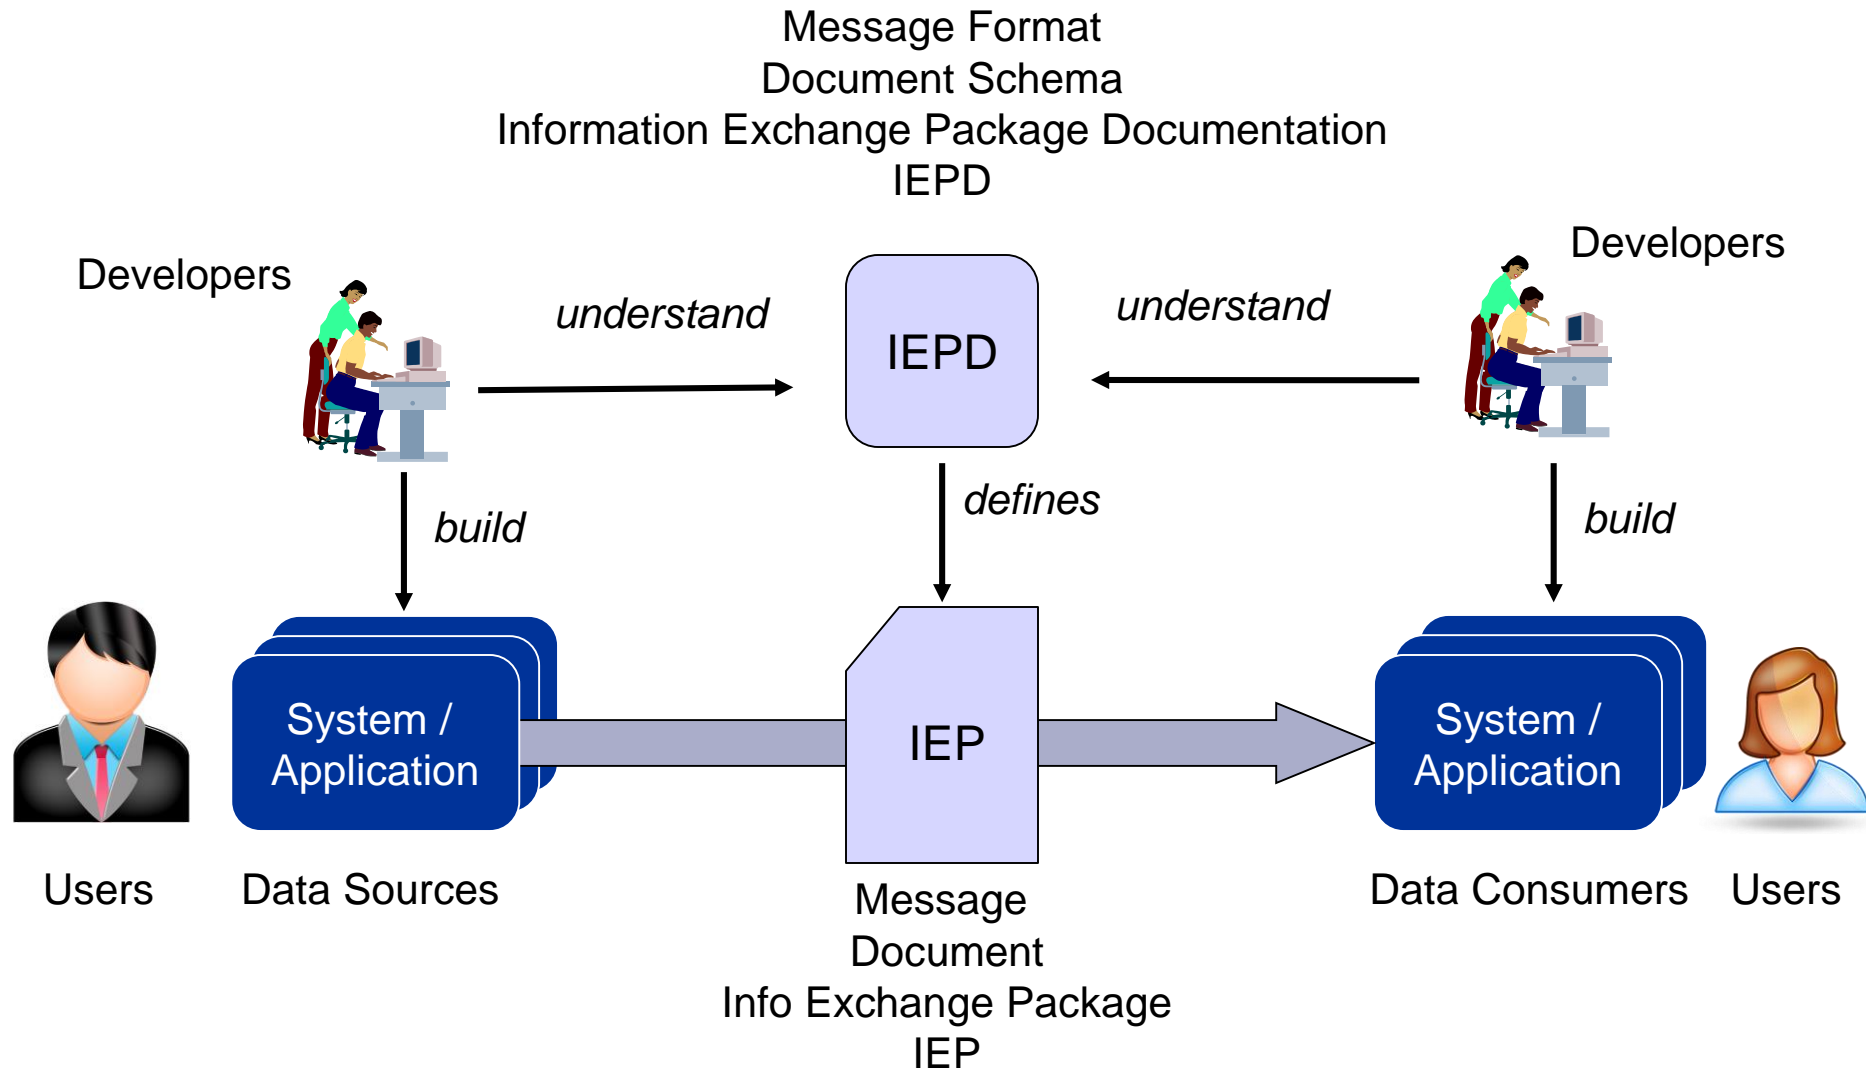 Message Format
Document Schema
Information Exchange Package Documentation
IEPD
Developers
Developers
understand
IEPD
understand
build
defines
build
System /
Application
IEP
System /
Application
Users
Data Sources
Message
Document
Info Exchange Package
IEP
Data Consumers
Users